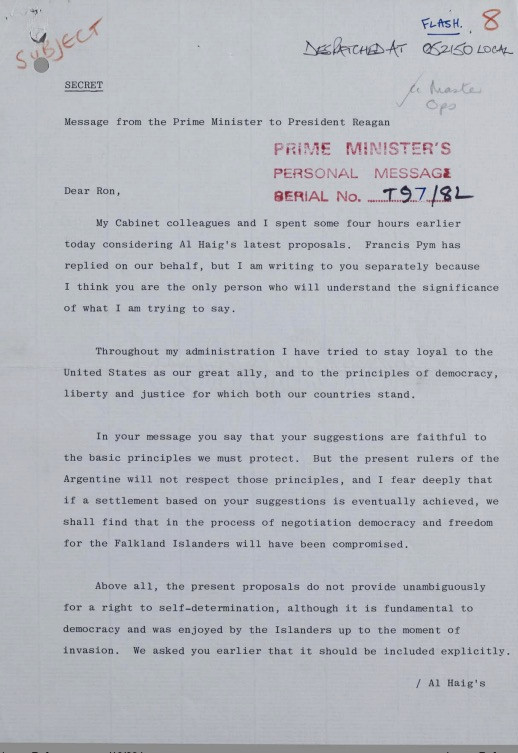 FLASH. 8
SUBJECT
DESPATCHED AT 052150 LOCAL
SECRET
Master
Ops
Message from the Prime Minister to President Reagan
PRIME MINISTER'S
PERSONAL MESSAGE
SERIAL No. T97/82
Dear Ron,
My Cabinet colleagues and I spent some four hours earlier
today considering Al Haig's latest proposals. Francis Pym has
replied on our behalf, but I am writing to you separately because
I think you are the only person who will understand the significance
of what I am trying to say.
Throughout my administration I have tried to stay loyal to the
United States as our great ally, and to the principles of democracy,
liberty and justice for which both our countries stand.
In your message you say that your suggestions are faithful to
the basic principles we must protect. But the present rulers of the
Argentine will not respect those principles, and I fear deeply that
if a settlement based on your suggestions is eventually achieved, we
shall find that in the process of negotiation democracy and freedom
for the Falkland Islanders will have been compromised.
Above all, the present proposals do not provide unambiguously
for a right to self-determination, although it is fundamental to
democracy and was enjoyed by the Islanders up to the moment of
invasion. We asked you earlier that it should be included explicitly.
/ Al Haig's